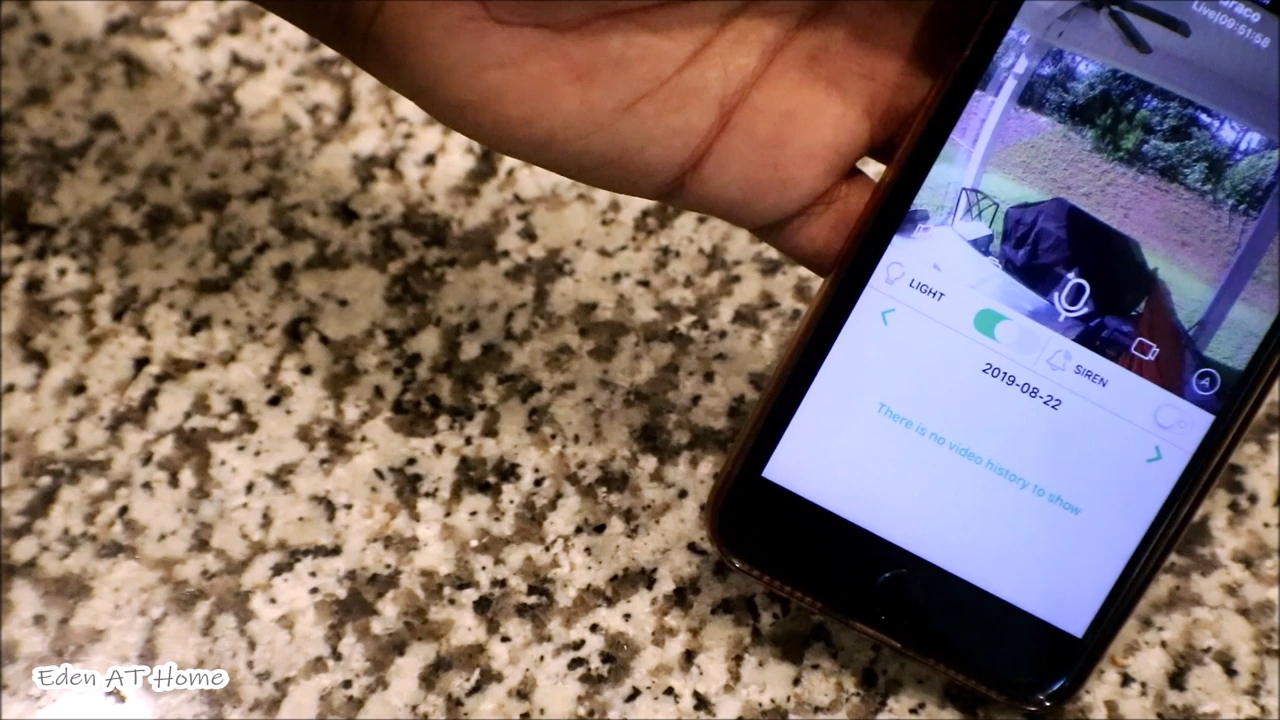 Live|09:51:58
LIGHT
SIREN
2019-08-22
There is no video history to show
A
Eden AT Home